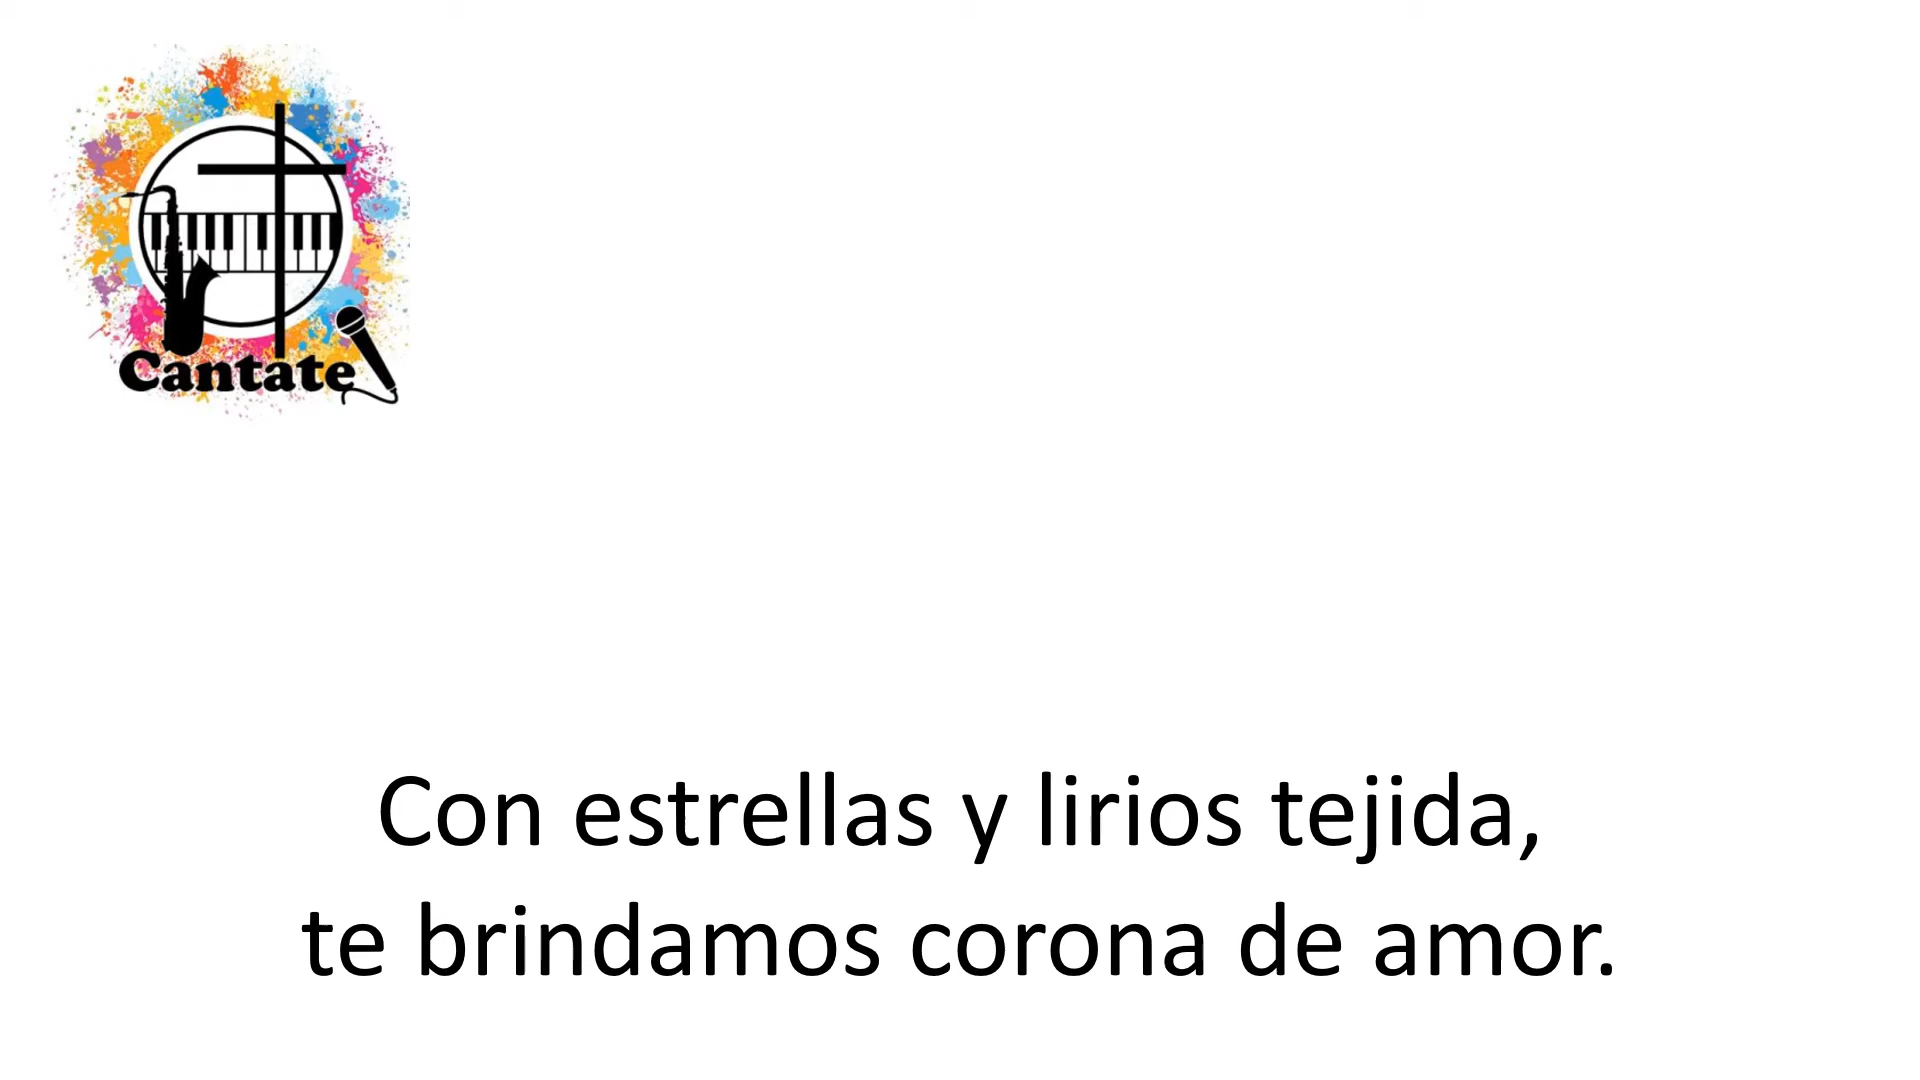 Cantate
Con estrellas y lirios tejida,
te brindamos corona de amor.